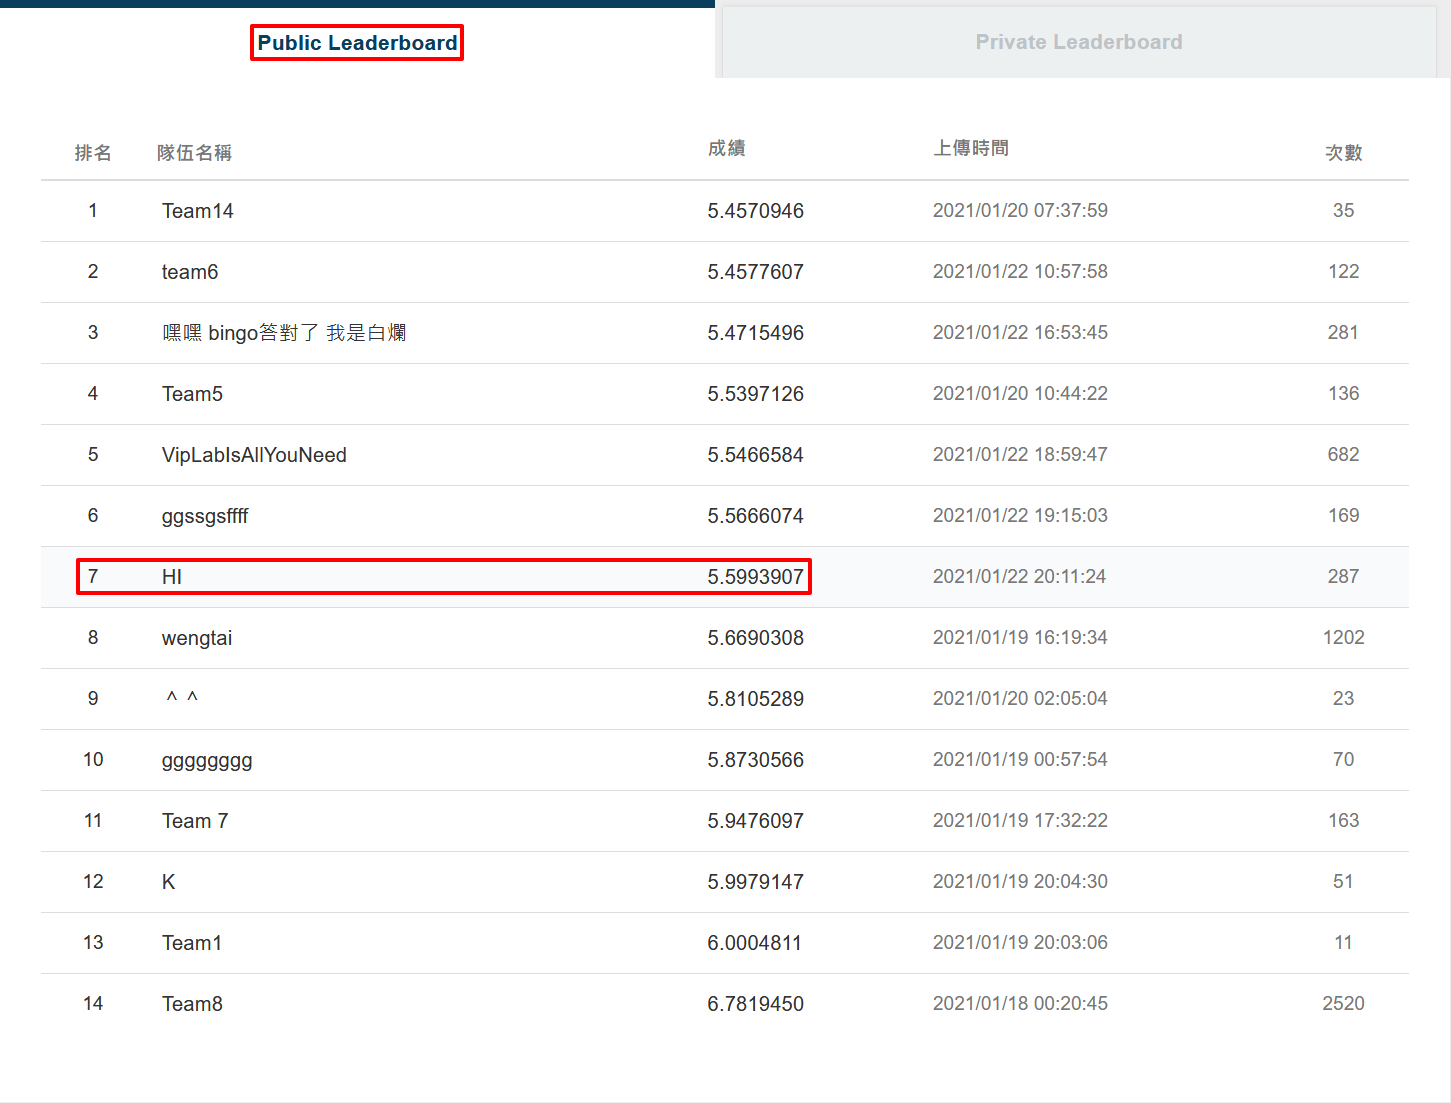 Public Leaderboard Private Leaderboard
排名 隊伍名稱 成績 上傳時間 次數
1 Team14 5.4570946 2021/01/20 07:37:59 35
2 team6 5.4577607 2021/01/22 10:57:58 122
3 嘿嘿 bingo答對了 我是白爛 5.4715496 2021/01/22 16:53:45 281
4 Team5 5.5397126 2021/01/20 10:44:22 136
5 VipLabIsAllYouNeed 5.5466584 2021/01/22 18:59:47 682
6 ggssgsffff 5.5666074 2021/01/22 19:15:03 169
7 HI 5.5993907 2021/01/22 20:11:24 287
8 wengtai 5.6690308 2021/01/19 16:19:34 1202
9 ＾＾ 5.8105289 2021/01/20 02:05:04 23
10 gggggggg 5.8730566 2021/01/19 00:57:54 70
11 Team 7 5.9476097 2021/01/19 17:32:22 163
12 K 5.9979147 2021/01/19 20:04:30 51
13 Team1 6.0004811 2021/01/19 20:03:06 11
14 Team8 6.7819450 2021/01/18 00:20:45 2520